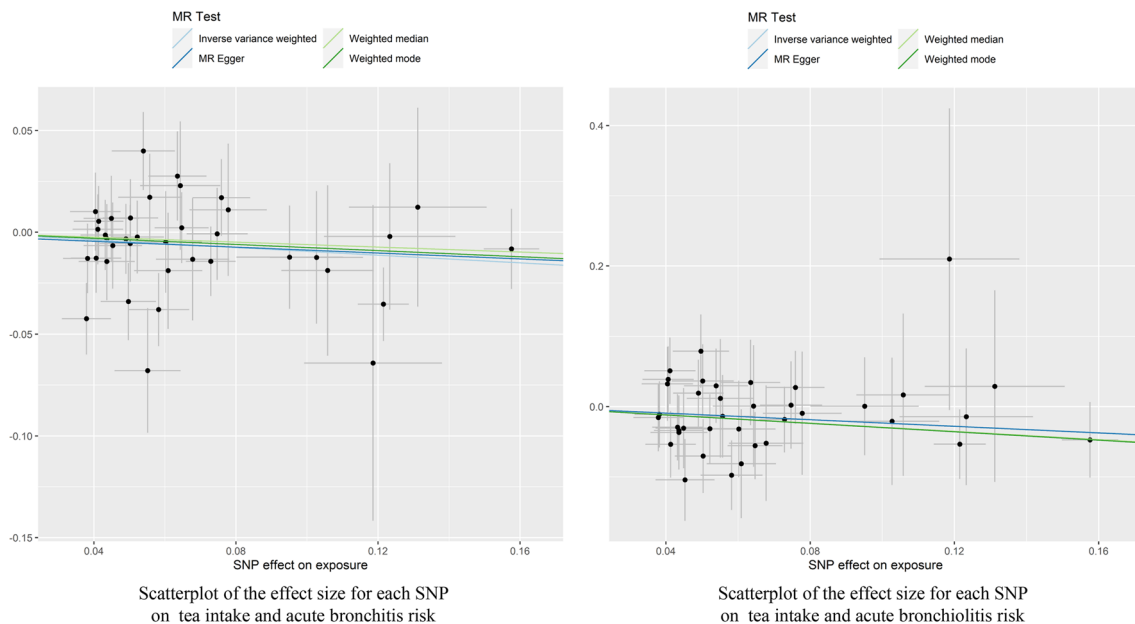 MR Test
Inverse variance weighted
Weighted median
MR Egger
Weighted mode
0.05
0.00
-0.05
-0.10
-0.15
0.04
0.08
0.12
0.16
SNP effect on exposure
Scatterplot of the effect size for each SNP
on tea intake and acute bronchitis risk
MR Test
Inverse variance weighted
Weighted median
MR Egger
Weighted mode
0.4
0.2
0.0
0.04
0.08
0.12
0.16
SNP effect on exposure
Scatterplot of the effect size for each SNP
on tea intake and acute bronchiolitis risk